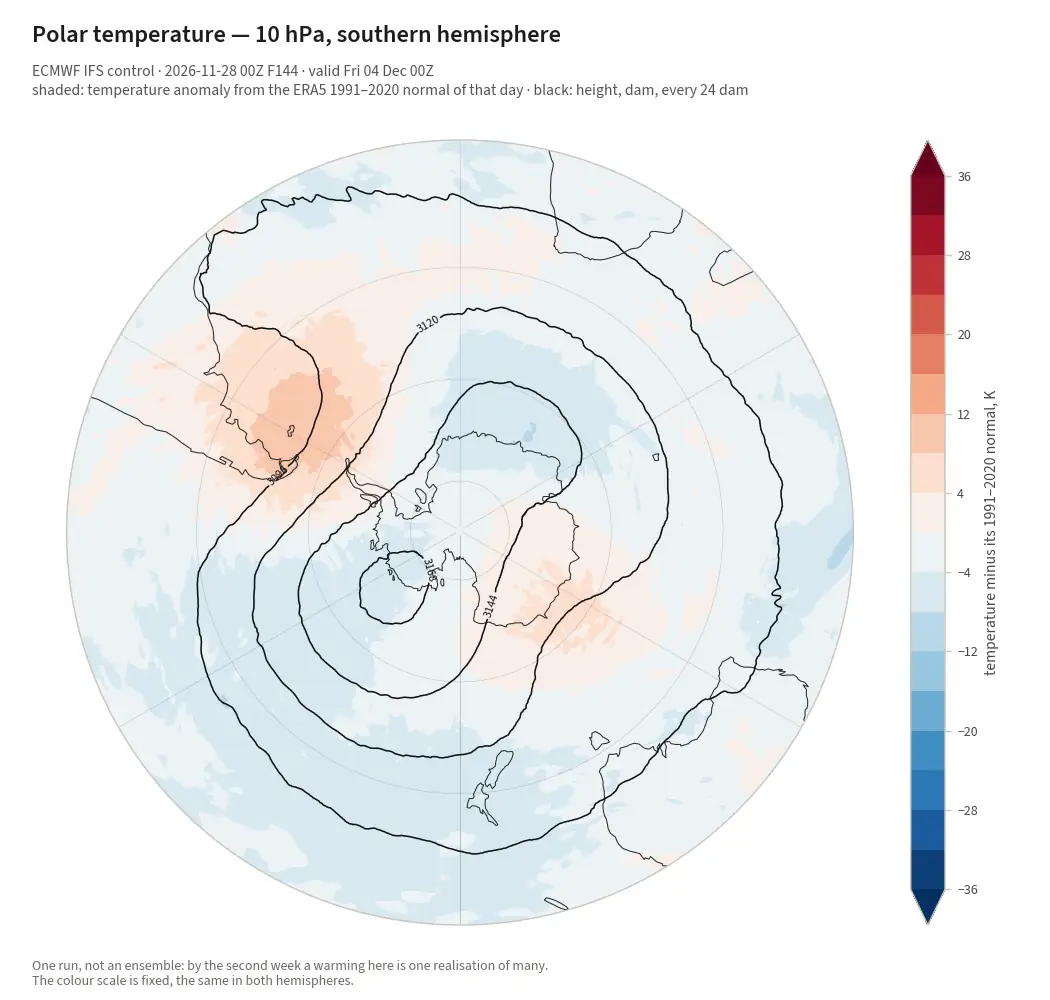 Polar temperature — 10 hPa, southern hemisphere
ECMWF IFS control · 2026-11-28 00Z F144 · valid Fri 04 Dec 00Z
shaded: temperature anomaly from the ERA5 1991–2020 normal of that day · black: height, dam, every 24 dam
3120
3096
3168
3144
36
28
20
12
4
−4
−12
−20
−28
−36
temperature minus its 1991–2020 normal, K
One run, not an ensemble: by the second week a warming here is one realisation of many.
The colour scale is fixed, the same in both hemispheres.